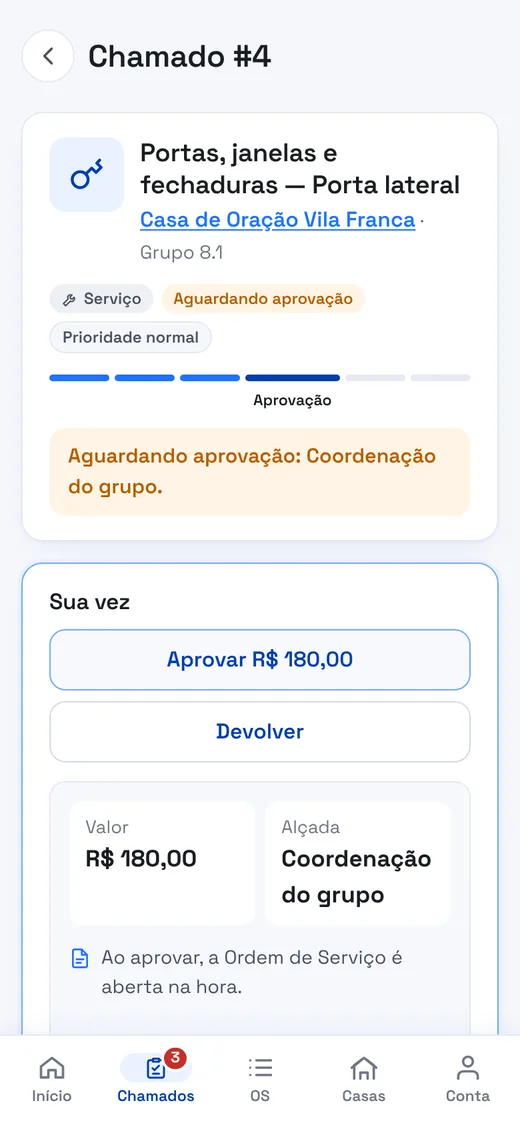 Chamado #4
Portas, janelas e
fechaduras — Porta lateral
Casa de Oração Vila Franca ·
Grupo 8.1
Serviço
Aguardando aprovação
Prioridade normal
Aprovação
Aguardando aprovação: Coordenação
do grupo.
Sua vez
Aprovar R$ 180,00
Devolver
Valor
R$ 180,00
Alçada
Coordenação
do grupo
Ao aprovar, a Ordem de Serviço é
aberta na hora.
3
Início
Chamados
OS
Casas
Conta